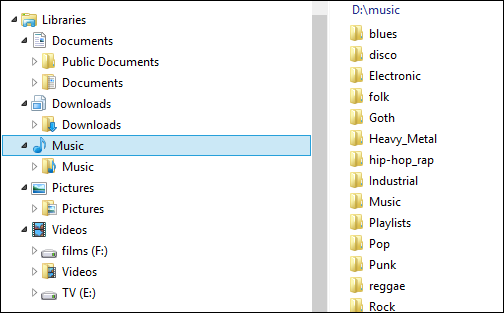 Libraries
Documents
Public Documents
Documents
Downloads
Downloads
Music
Music
Pictures
Pictures
Videos
films (F:)
Videos
TV (E:)
D:\music
blues
disco
Electronic
folk
Goth
Heavy_Metal
hip-hop_rap
Industrial
Music
Playlists
Pop
Punk
reggae
Rock